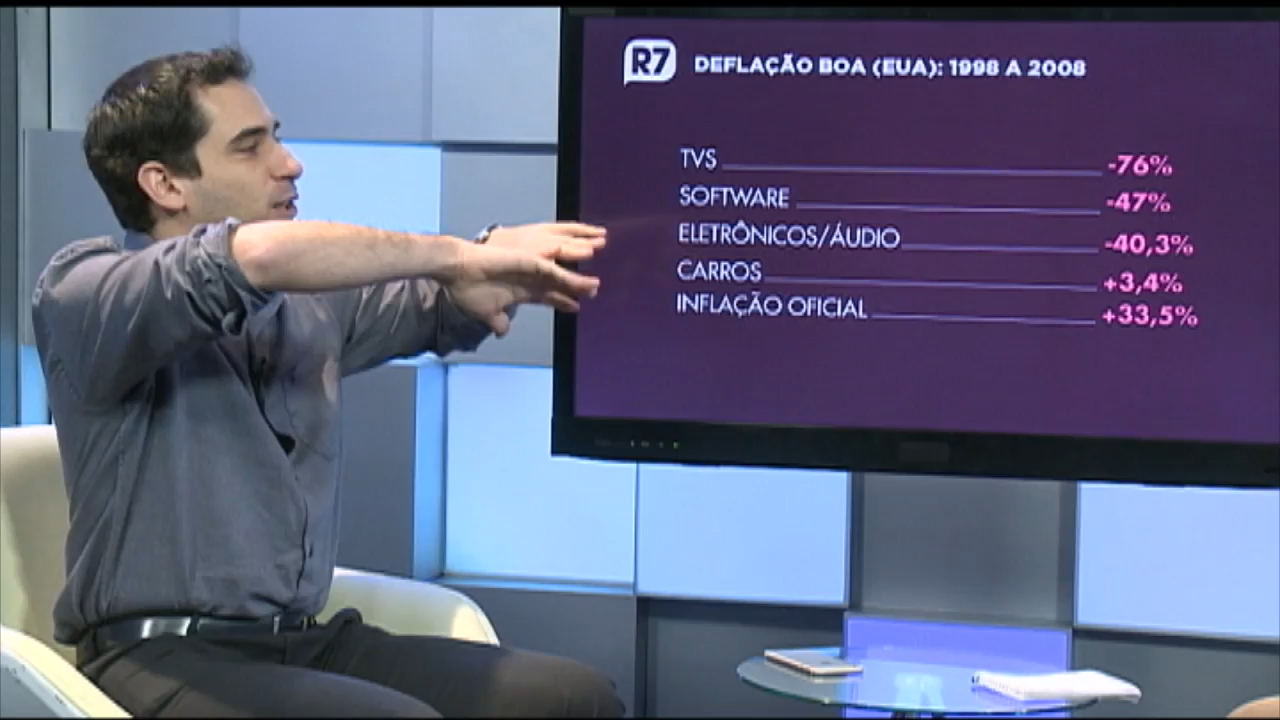 R7 DEFLAÇÃO BOA (EUA): 1998 A 2008
TVS -76%
SOFTWARE -47%
ELETRÔNICOS/ÁUDIO -40,3%
CARROS +3,4%
INFLAÇÃO OFICIAL +33,5%